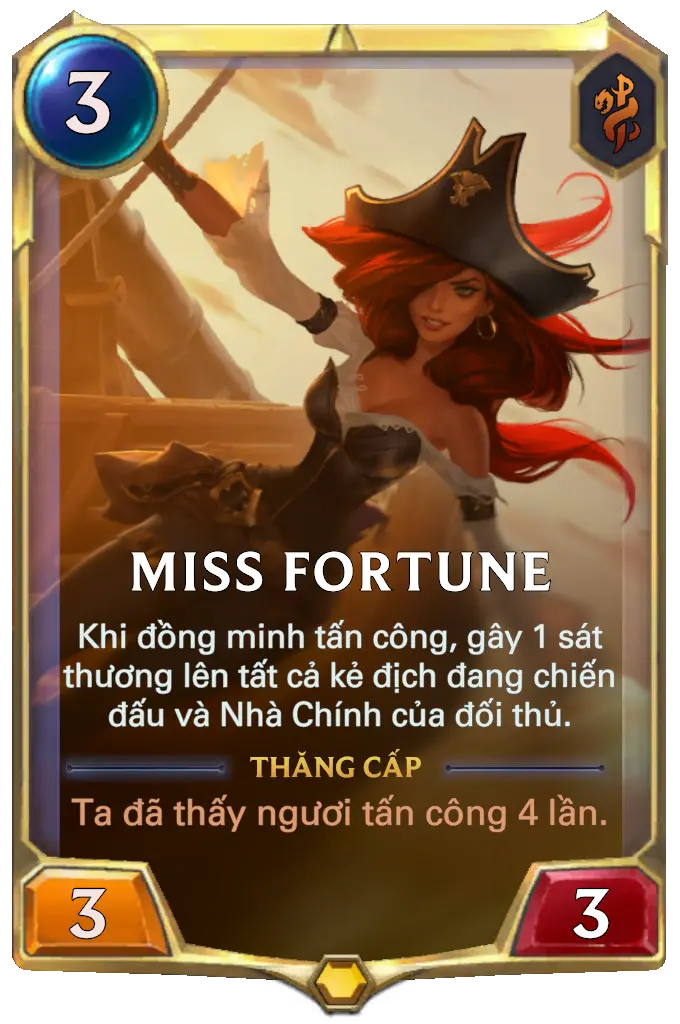 3
MISS FORTUNE
Khi đồng minh tấn công, gây 1 sát
thương lên tất cả kẻ địch đang chiến
đấu và Nhà Chính của đối thủ.
THĂNG CẤP
Ta đã thấy ngươi tấn công 4 lần.
3
3